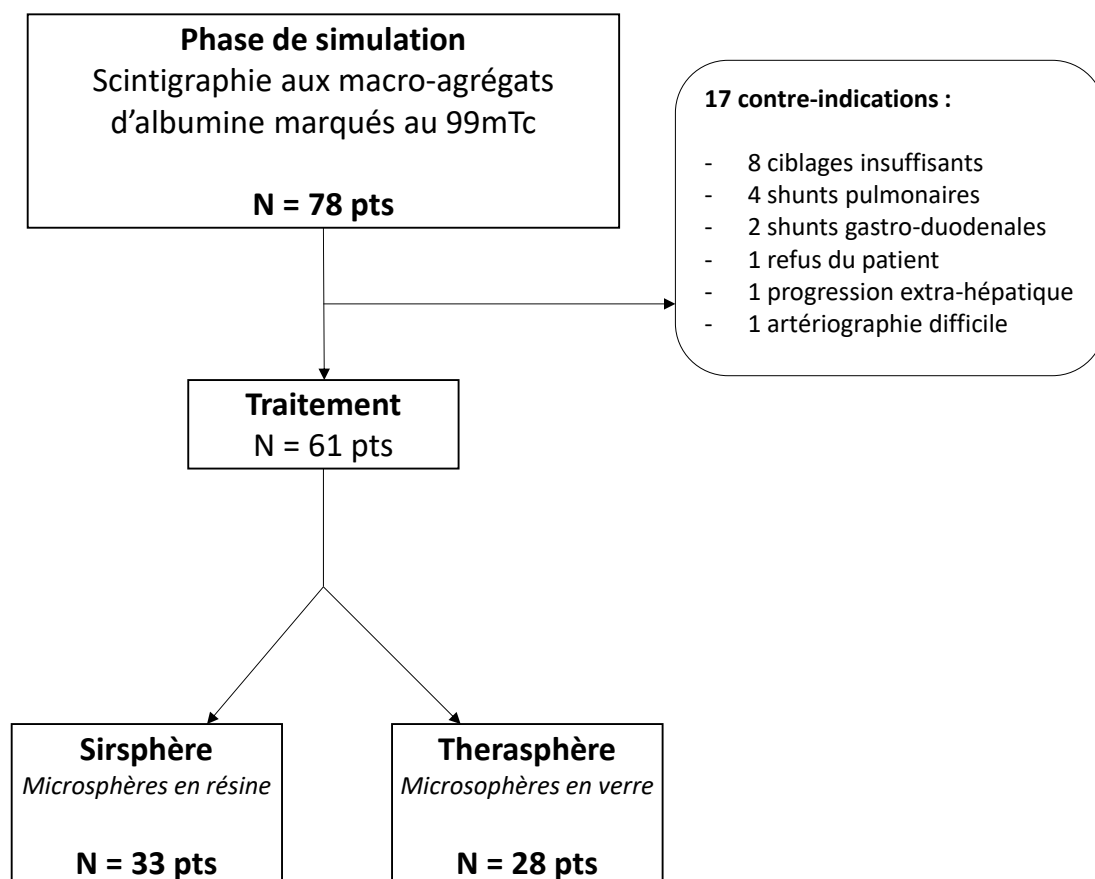 Phase de simulation
Scintigraphie aux macro-agrégats
d'albumine marqués au 99mTc
N = 78 pts
17 contre-indications :
- 8 ciblages insuffisants
- 4 shunts pulmonaires
- 2 shunts gastro-duodenales
- 1 refus du patient
- 1 progression extra-hépatique
- 1 artériographie difficile
Traitement
N = 61 pts
Sirsphère
Microsphères en résine
N = 33 pts
Therasphère
Microsophères en verre
N = 28 pts